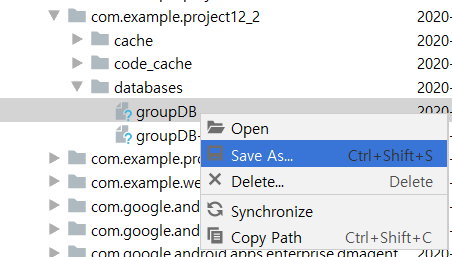 com.example.project12_2 2020-
cache 2020-
code_cache 2020-
databases 2020-
groupDB 2020-
groupDB-
Open
Save As... Ctrl+Shift+S
Delete... Delete
Synchronize
Copy Path Ctrl+Shift+C
com.example.pro
com.example.we
com.google.and
com.google.and
com.google.android.apps.enterprise.dmagent